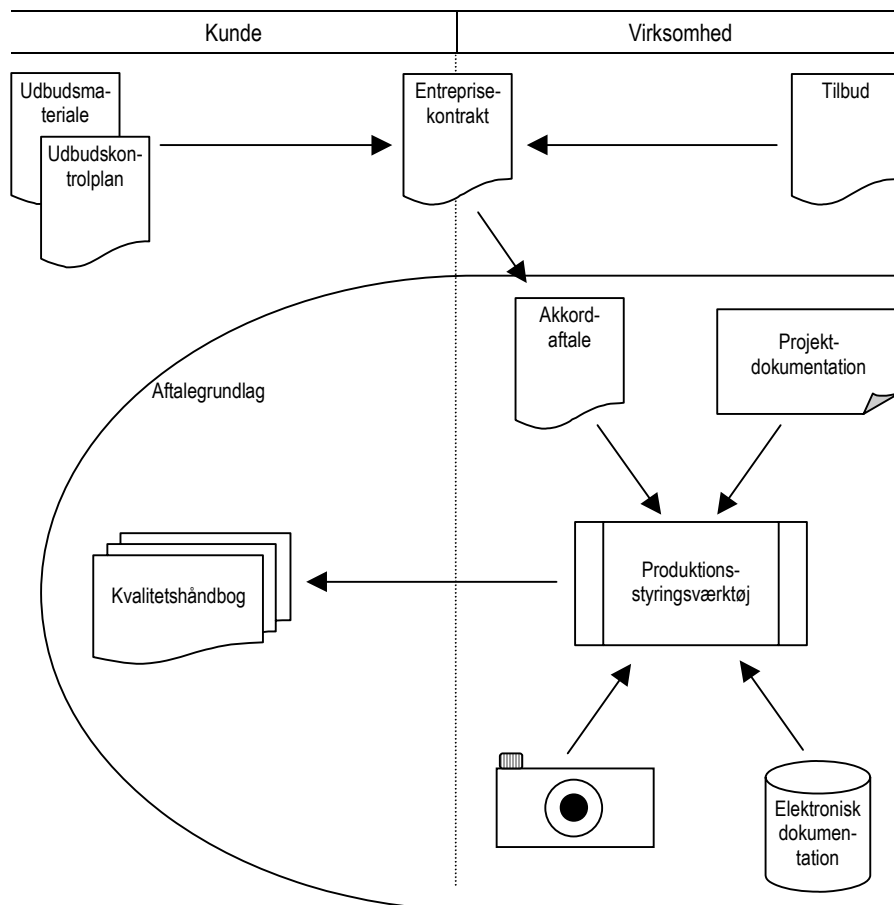 Kunde
Virksomhed
Udbudsma-
teriale
Udbudskon-
trolplan
Entreprise-
kontrakt
Tilbud
Akkord-
aftale
Projekt-
dokumentation
Aftalegrundlag
Kvalitetshåndbog
Produktions-
styringsværktøj
Elektronisk
dokumen-
tation